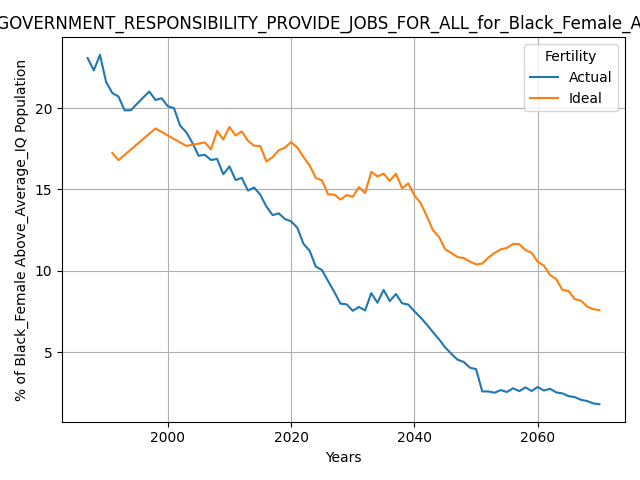 GOVERNMENT_RESPONSIBILITY_PROVIDE_JOBS_FOR_ALL_for_Black_Female_A
Fertility
Actual
Ideal
% of Black_Female Above_Average_IQ Population
20
15
10
5
2000 2020 2040 2060
Years